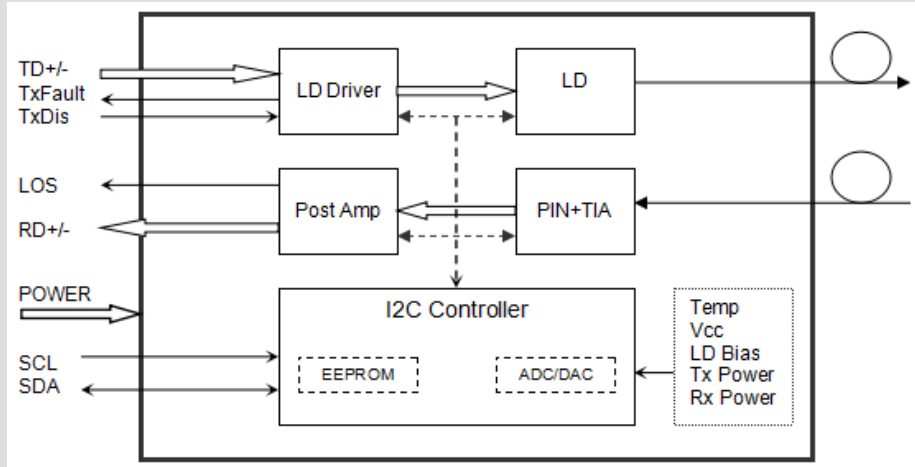 TD+/-
TxFault
TxDis
LD Driver
LD
LOS
RD+/-
Post Amp
PIN+TIA
POWER
SCL
SDA
I2C Controller
EEPROM
ADC/DAC
Temp
Vcc
LD Bias
Tx Power
Rx Power